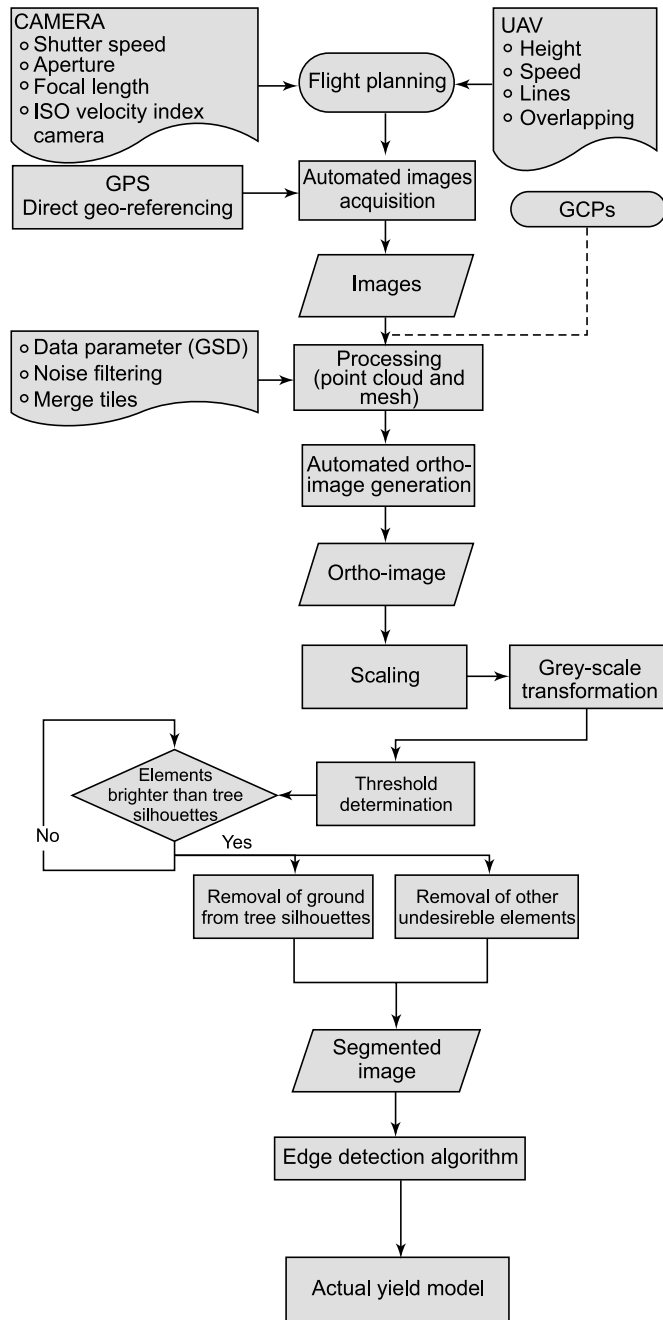 CAMERA
Shutter speed
Aperture
Focal length
ISO velocity index
camera
Flight planning
UAV
Height
Speed
Lines
Overlapping
GPS
Direct geo-referencing
Automated images
acquisition
GCPs
Images
Data parameter (GSD)
Noise filtering
Merge tiles
Processing
(point cloud and
mesh)
Automated ortho-
image generation
Ortho-image
Scaling
Grey-scale
transformation
Elements
brighter than tree
silhouettes
Threshold
determination
No
Yes
Removal of ground
from tree silhouettes
Removal of other
undesireble elements
Segmented
image
Edge detection algorithm
Actual yield model